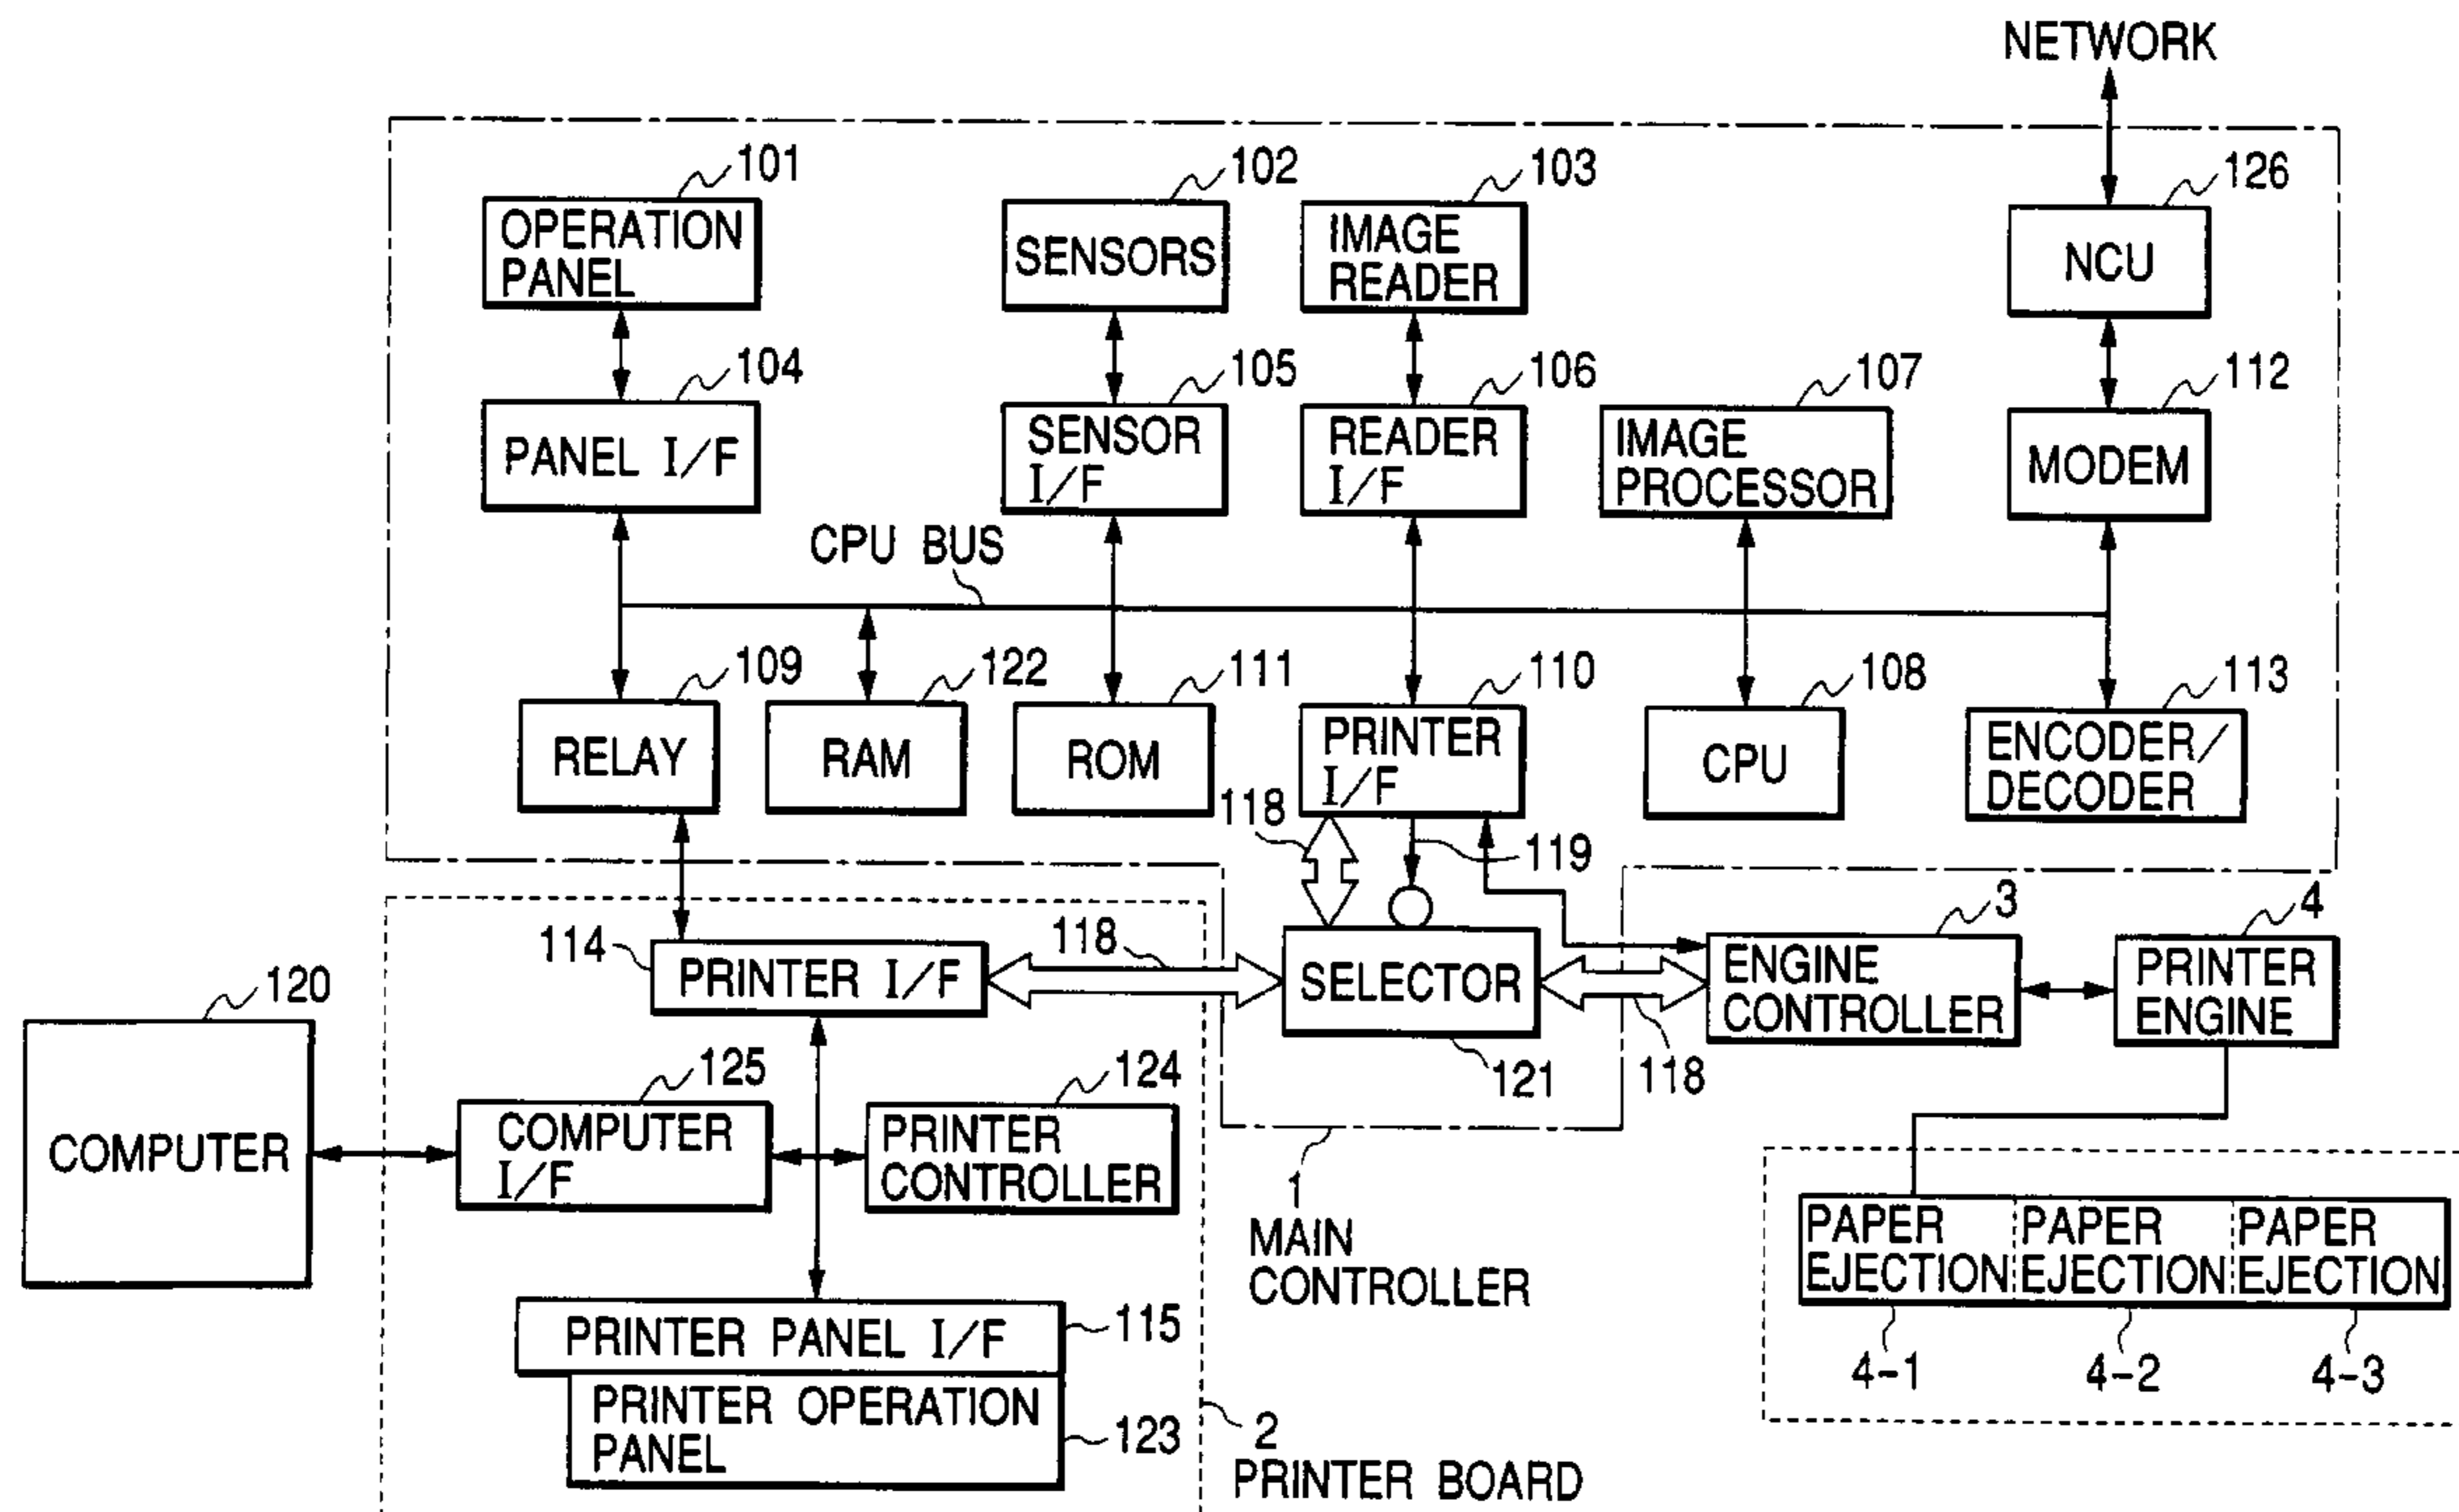 NETWORK
101
102
103
126
OPERATION
PANEL
SENSORS
IMAGE
READER
NCU
104
105
106
107
112
PANEL I/F
SENSOR
I/F
READER
I/F
IMAGE
PROCESSOR
MODEM
CPU BUS
109
122
111
110
108
113
RELAY
RAM
ROM
PRINTER
I/F
CPU
ENCODER/
DECODER
118
119
3
4
114
PRINTER I/F
118
SELECTOR
ENGINE
CONTROLLER
PRINTER
ENGINE
120
121
118
125
124
COMPUTER
COMPUTER
I/F
PRINTER
CONTROLLER
1
MAIN
CONTROLLER
PAPER
EJECTION
PAPER
EJECTION
PAPER
EJECTION
4-1
4-2
4-3
PRINTER PANEL I/F
115
PRINTER OPERATION
PANEL
123
2
PRINTER BOARD